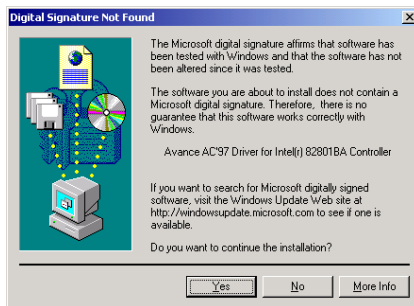 Digital Signature Not Found
The Microsoft digital signature affirms that software has
been tested with Windows and that the software has not
been altered since it was tested.
The software you are about to install does not contain a
Microsoft digital signature. Therefore, there is no
guarantee that this software works correctly with
Windows.
Avance AC'97 Driver for Intel(r) 82801BA Controller
If you want to search for Microsoft digitally signed
software, visit the Windows Update Web site at
http://windowsupdate.microsoft.com to see if one is
available.
Do you want to continue the installation?
Yes No More Info